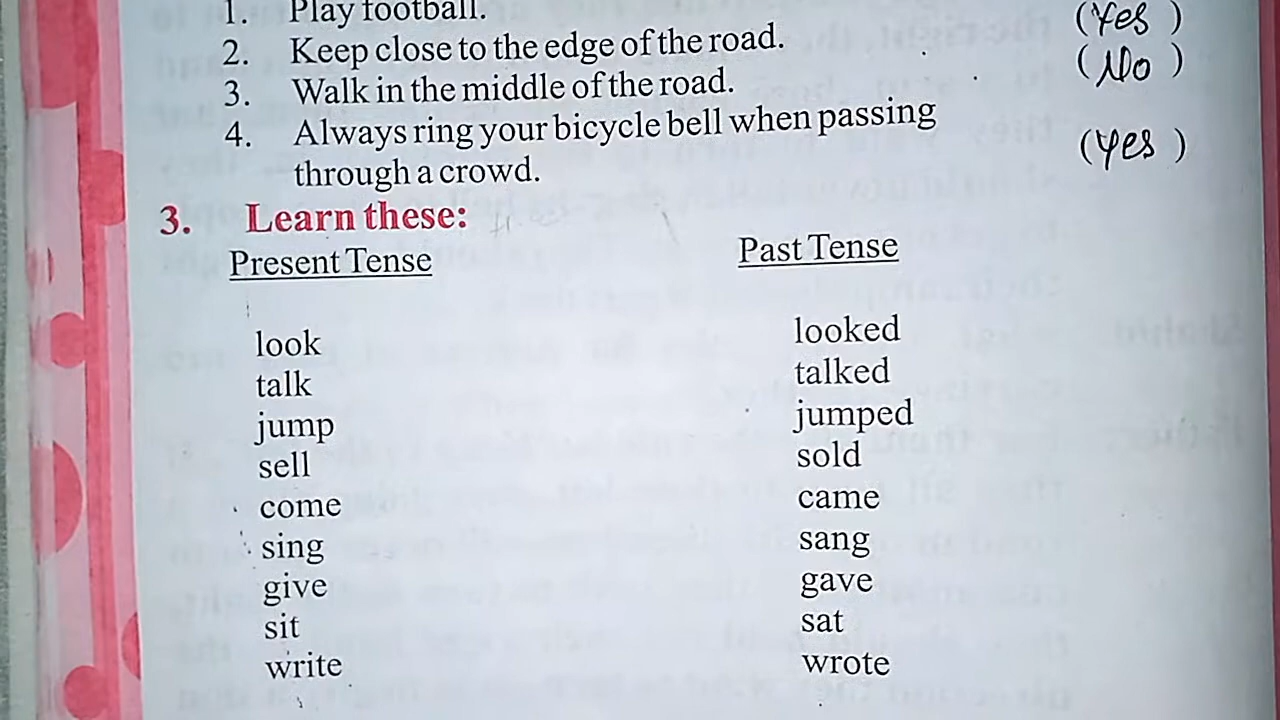 1. Play football.
2. Keep close to the edge of the road. (Yes)
3. Walk in the middle of the road. (No)
4. Always ring your bicycle bell when passing
through a crowd. (Yes)
3. Learn these:
Present Tense Past Tense
look looked
talk talked
jump jumped
sell sold
come came
sing sang
give gave
sit sat
write wrote